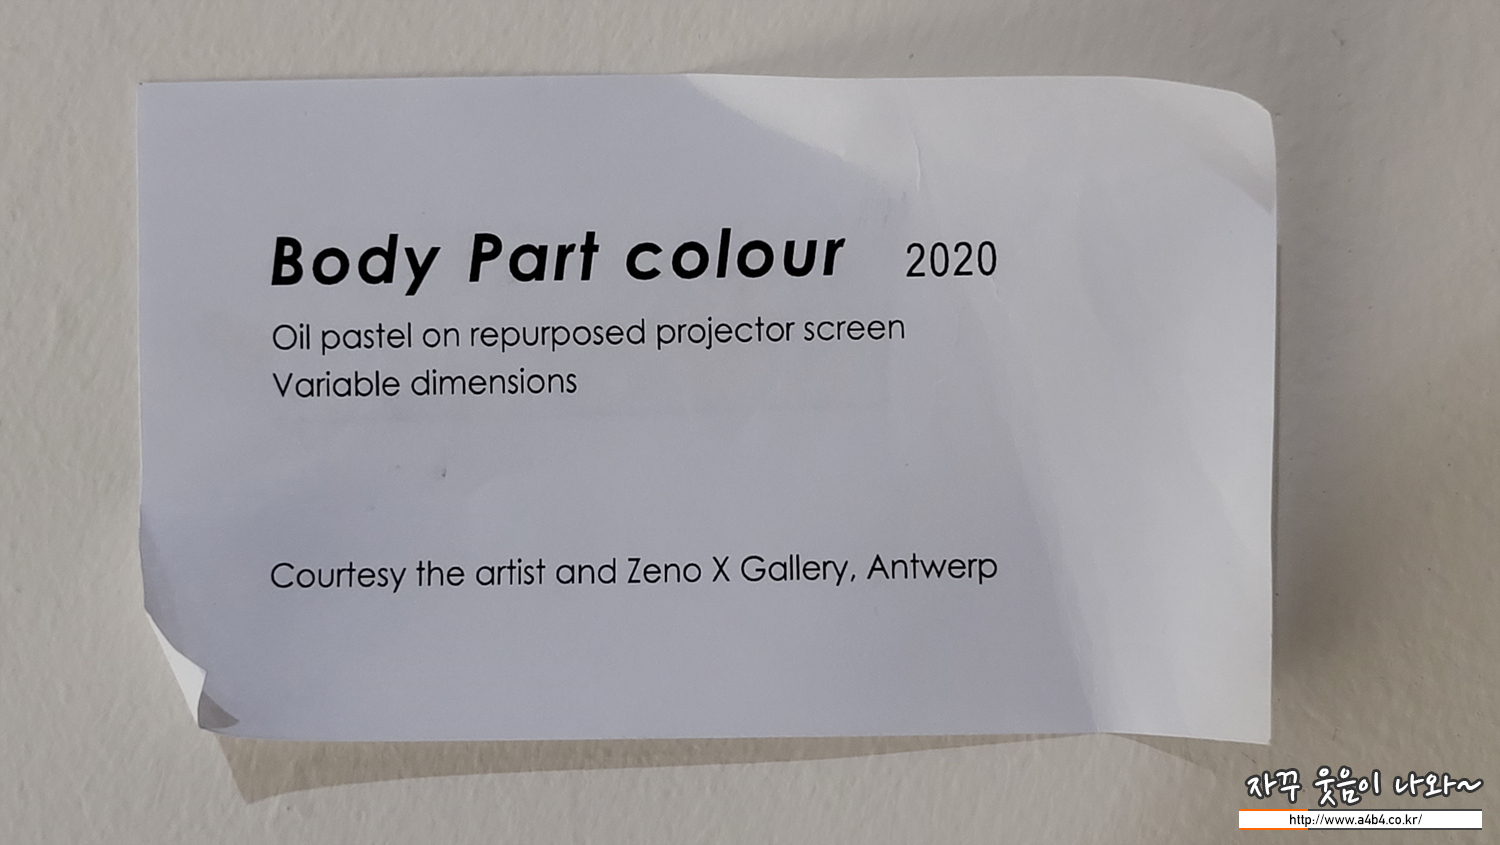 Body Part colour 2020
Oil pastel on repurposed projector screen
Variable dimensions
Courtesy the artist and Zeno X Gallery, Antwerp
자꾸 웃음이 나와~
http://www.a4b4.co.kr/